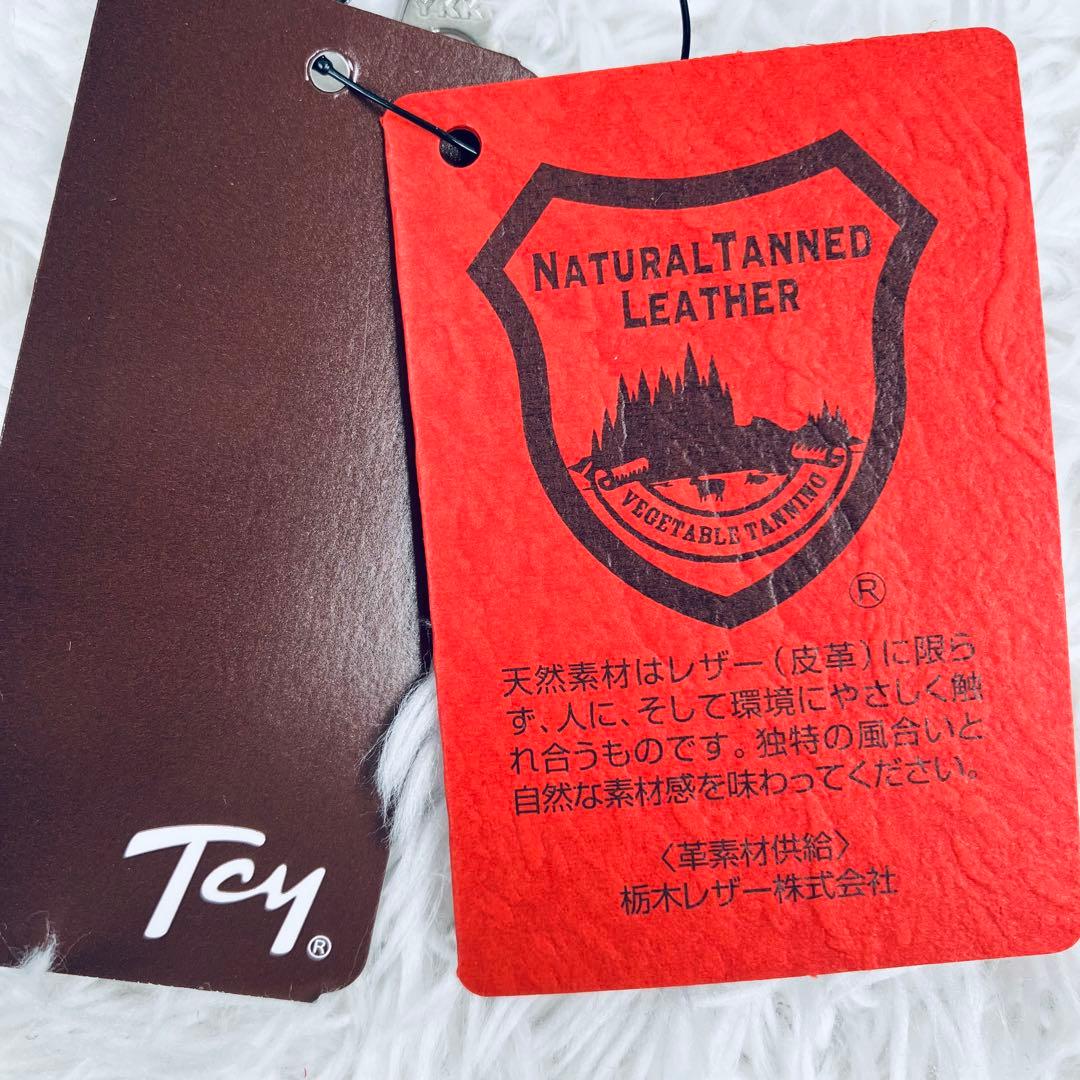 YKK
NATURAL TANNED
LEATHER
VEGETABLE TANNING
®
天然素材はレザー（皮革）に限ら
ず、人に、そして環境にやさしく触
れ合うものです。独特の風合いと
自然な素材感を味わってください。
〈革素材供給〉
栃木レザー株式会社
Tcy®